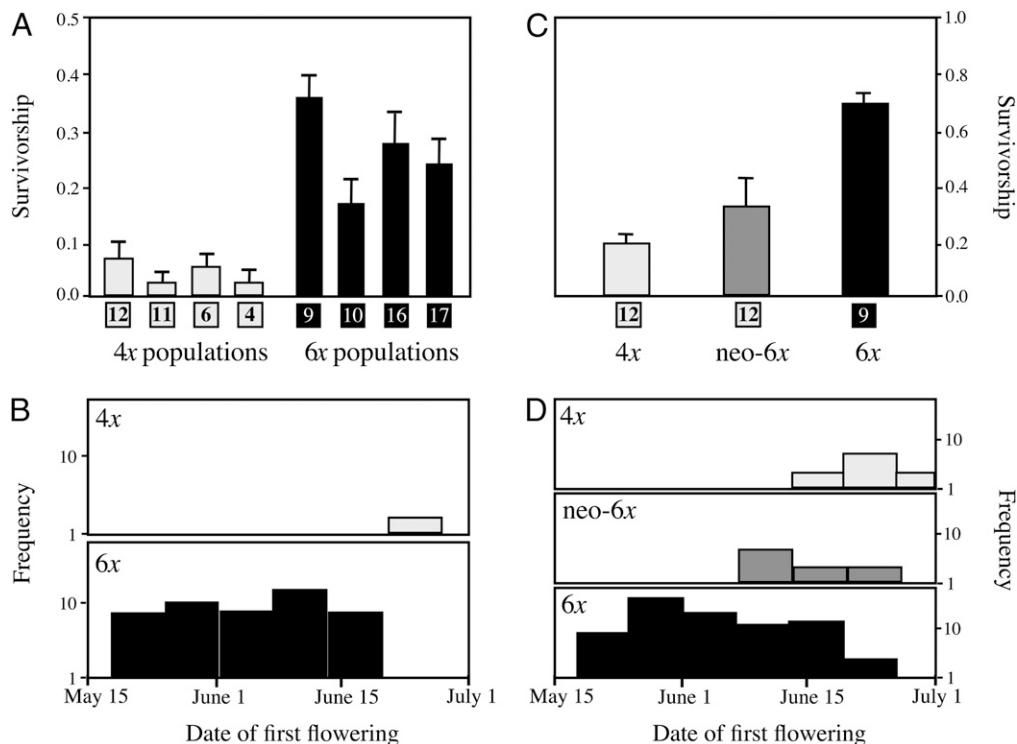 A
Survivorship
0.5
0.4
0.3
0.2
0.1
0.0
12 11 6 4 9 10 16 17
4x populations 6x populations
C
Survivorship
1.0
0.8
0.6
0.4
0.2
0.0
12 12 9
4x neo-6x 6x
B
Frequency
4x
10
1
6x
10
1
May 15 June 1 June 15 July 1
Date of first flowering
D
Frequency
4x
10
1
neo-6x
10
1
6x
10
1
May 15 June 1 June 15 July 1
Date of first flowering